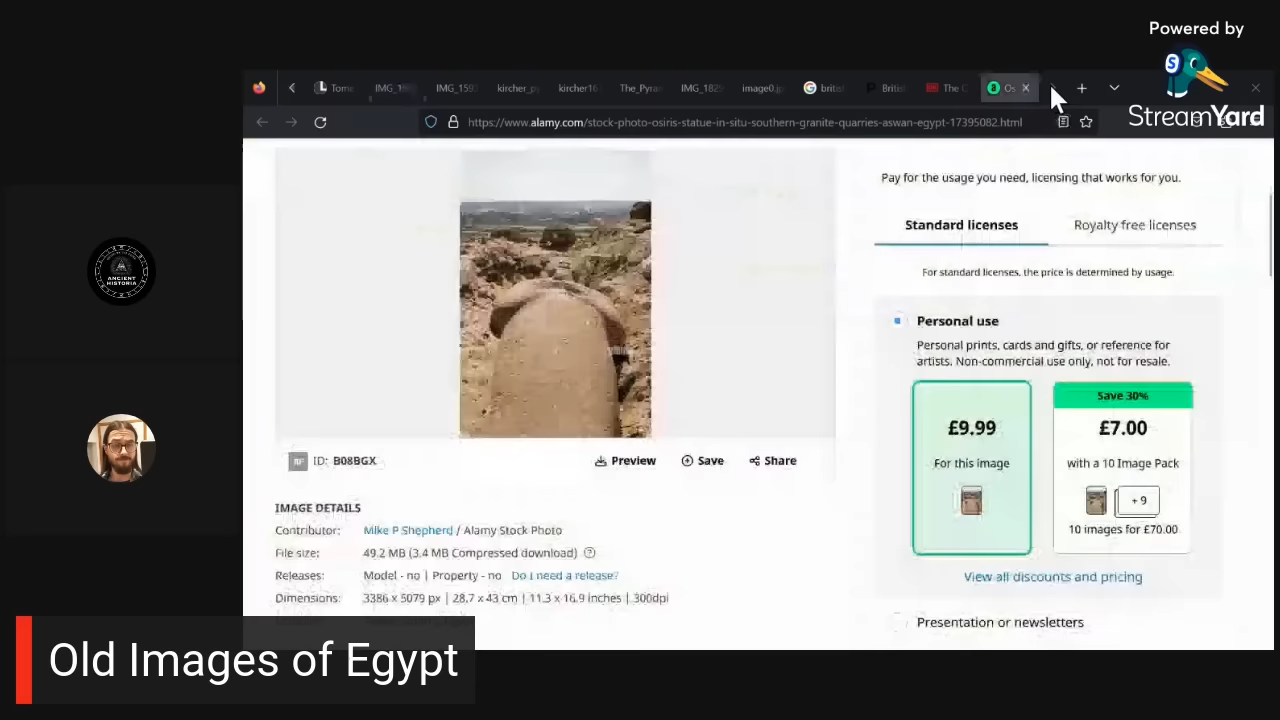 Powered by
StreamYard
Tome
IMG_159
kircher_py
kircher16
The_Pyra
IMG_182
image0.j
britis
Britis
The C
Os
https://www.alamy.com/stock-photo-osiris-statue-in-situ-southern-granite-quarries-aswan-egypt-17395082.html
Pay for the usage you need, licensing that works for you.
Standard licenses
Royalty free licenses
For standard licenses, the price is determined by usage.
Personal use
Personal prints, cards and gifts, or reference for
artists. Non-commercial use only, not for resale.
Save 30%
£9.99
£7.00
For this image
with a 10 Image Pack
+ 9
10 images for £70.00
View all discounts and pricing
Presentation or newsletters
ANCIENT
HISTORIA
ID: B08BGX
Preview
Save
Share
IMAGE DETAILS
Contributor: Mike P Shepherd / Alamy Stock Photo
File size: 49.2 MB (3.4 MB Compressed download)
Releases: Model - no | Property - no Do I need a release?
Dimensions: 3386 x 5079 px | 28.7 x 43 cm | 11.3 x 16.9 inches | 300dpi
Old Images of Egypt